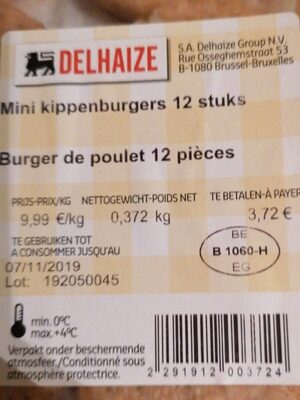 DELHAIZE
S.A. Delhaize Group N.V.
Rue Osseghemstraat 53
B-1080 Brussel-Bruxelles
Mini kippenburgers 12 stuks
Burger de poulet 12 pièces
PRIJS-PRIX/KG NETTOGEWICHT-POIDS NET TE BETALEN-À PAYER
9,99 €/kg 0,372 kg 3,72 €
TE GEBRUIKEN TOT
A CONSOMMER JUSQU'AU
07/11/2019
Lot: 192050045
BE
B 1060-H
EG
min. 0°C
max.+4°C
Verpakt onder beschermende
atmosfeer./Conditionné sous
atmosphère protectrice.
2 291912 003724